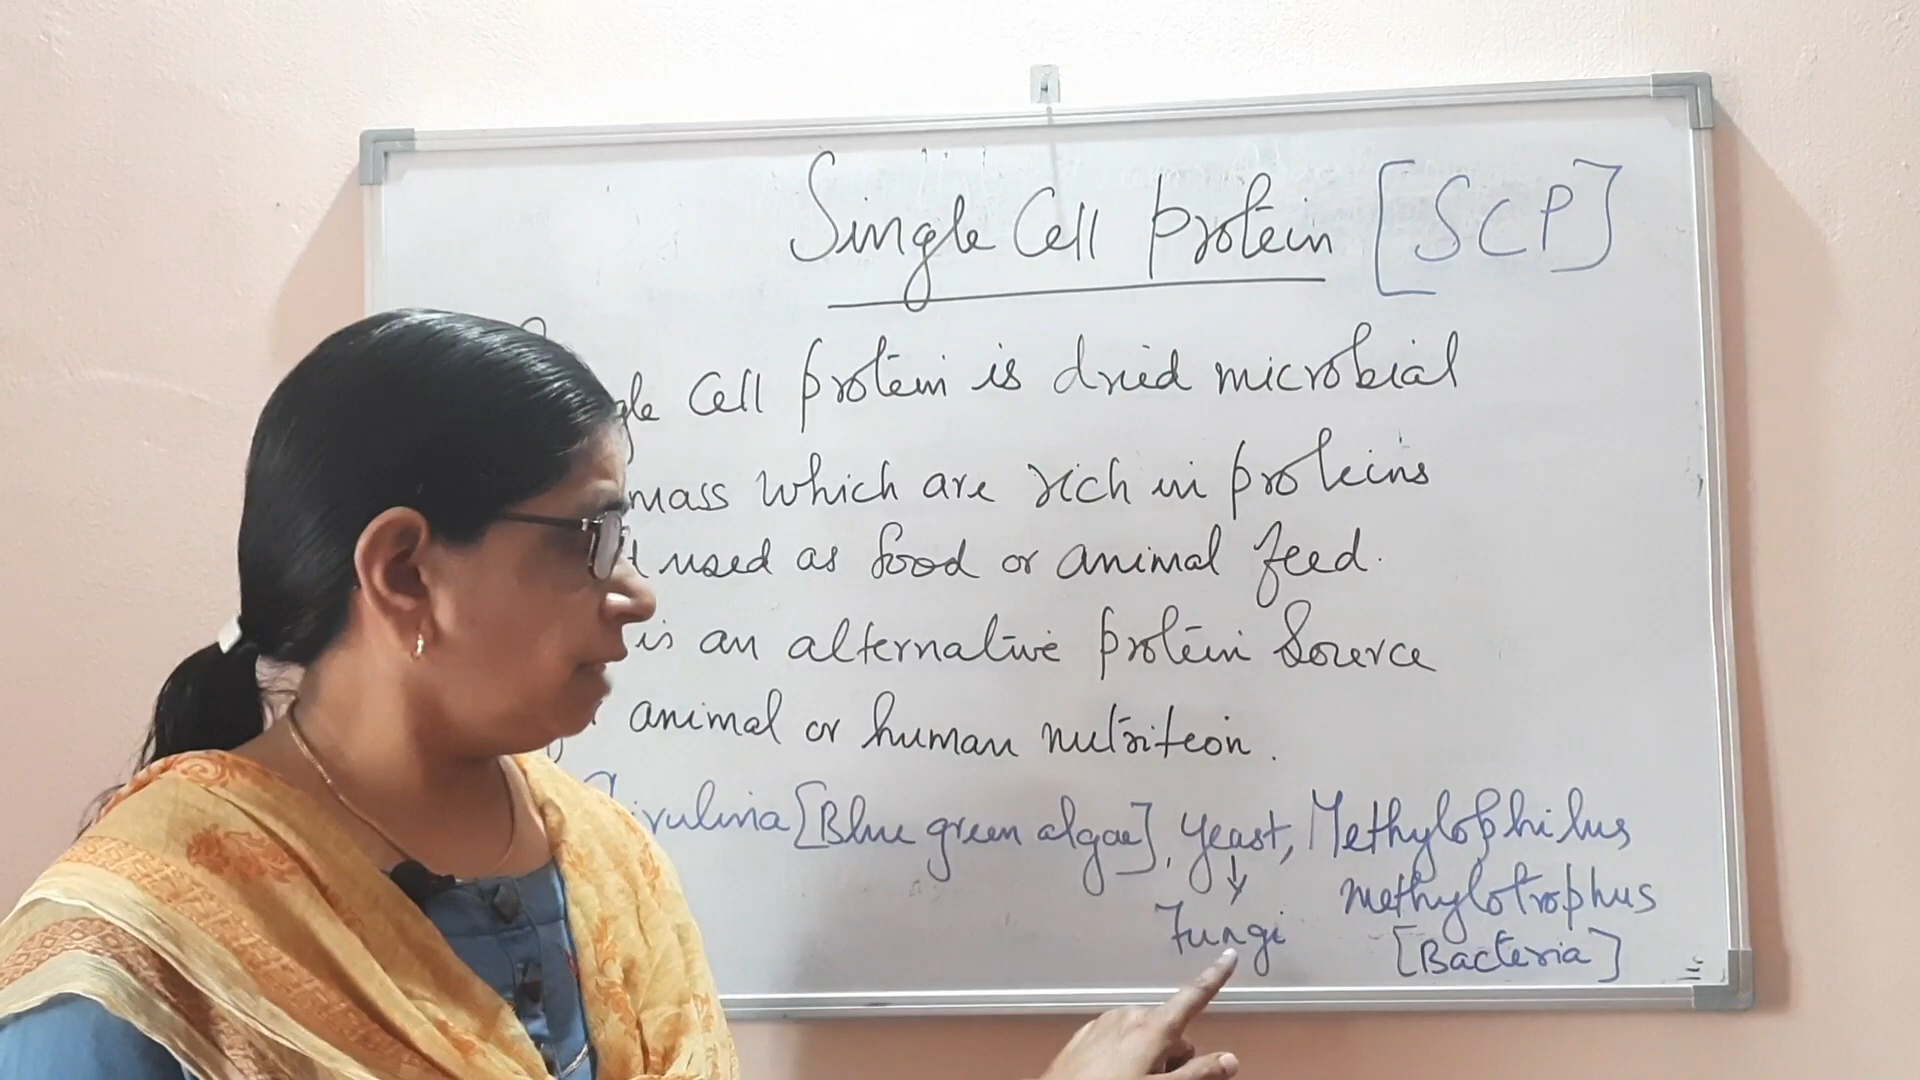 Single Cell protein [SCP]
gle Cell protein is dried microbial
mass which are rich in proteins
used as food or animal feed.
is an alternative protein Source
animal or human nutrition.
irulina [Blue green algae], yeast, Methylophilus
methylotrophus
Fungi
[Bacteria]